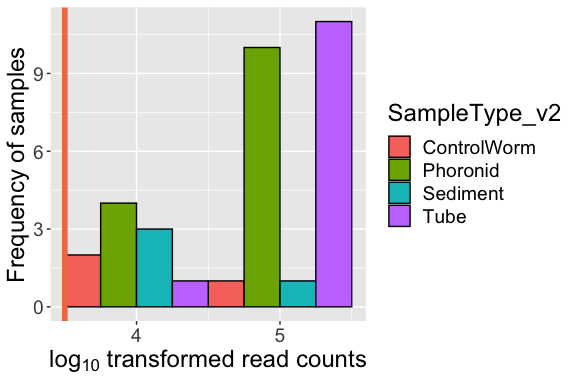 Frequency of samples
9
6
3
0
4 5
log10 transformed read counts
SampleType_v2
ControlWorm
Phoronid
Sediment
Tube